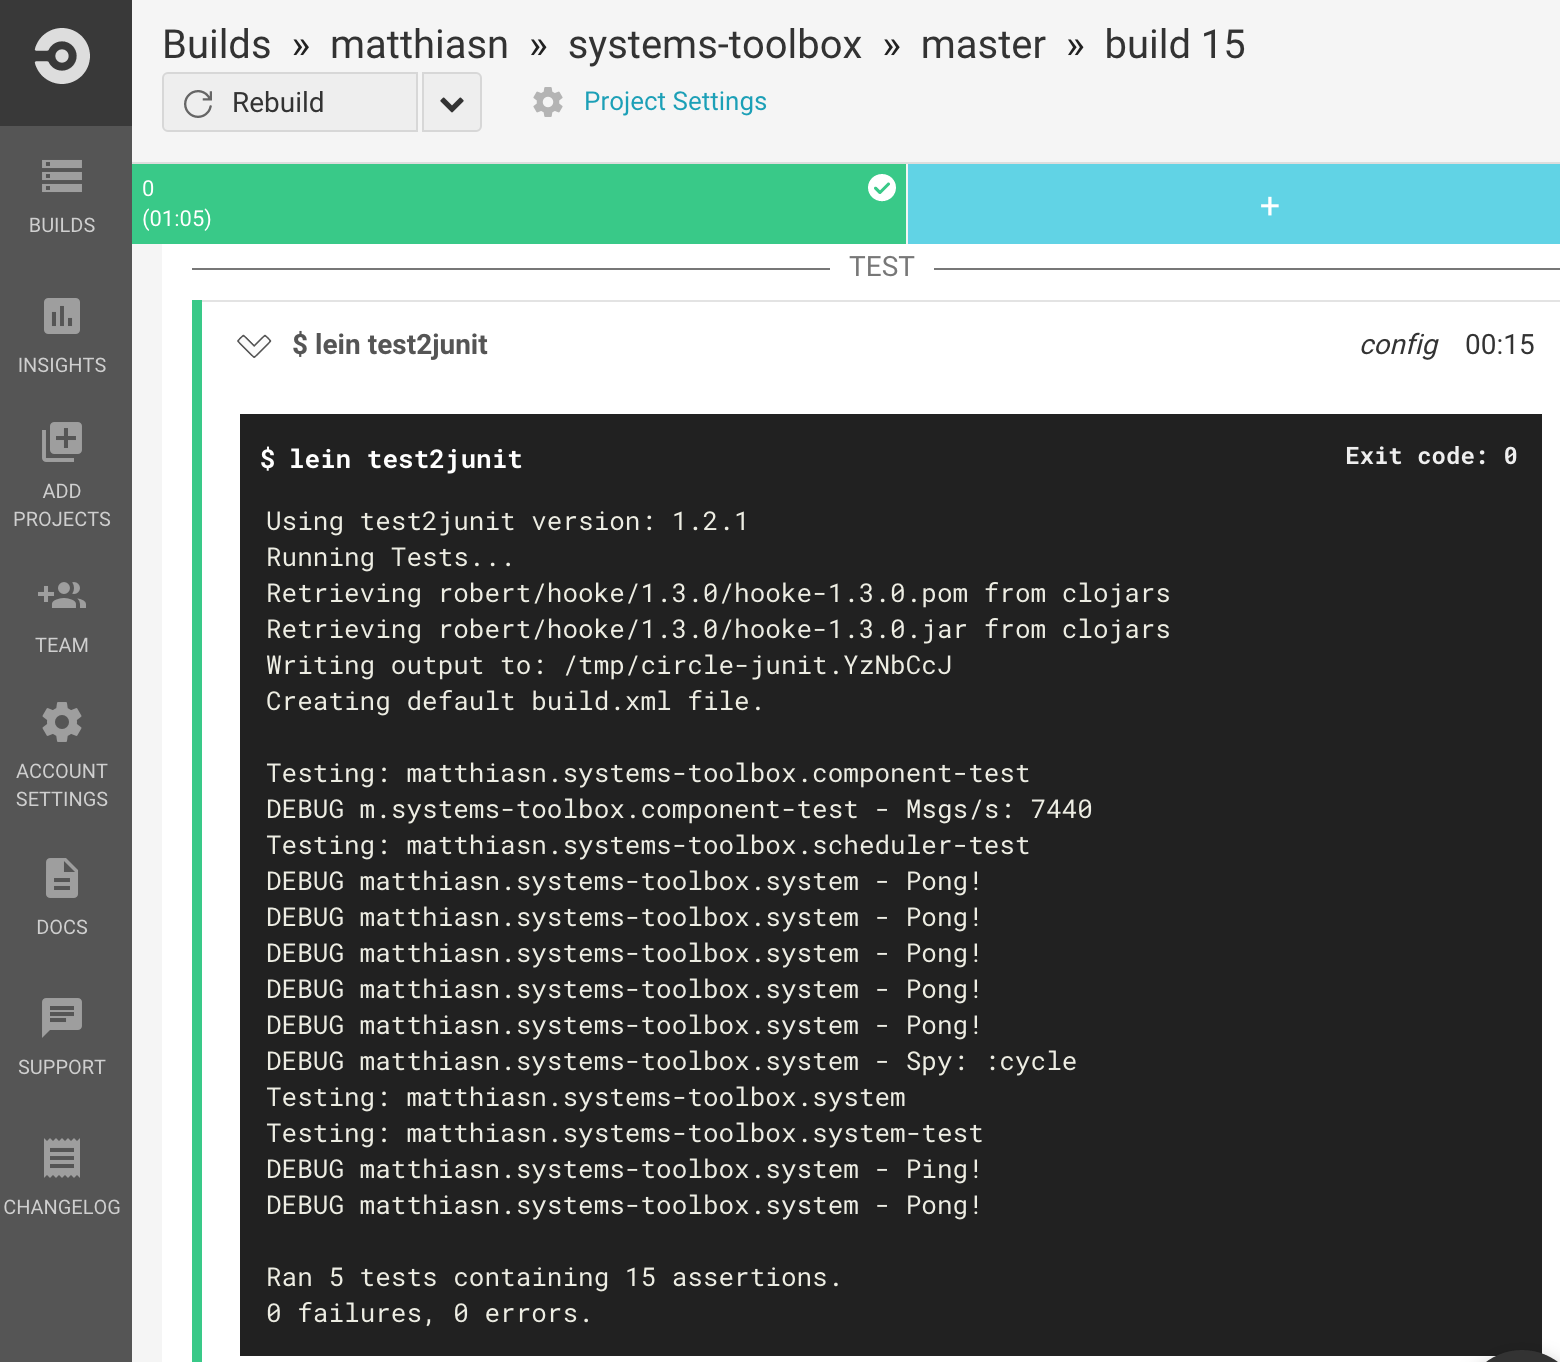 Builds » matthiasn » systems-toolbox » master » build 15
Rebuild
Project Settings
0
(01:05)
+
BUILDS
INSIGHTS
ADD
PROJECTS
TEAM
ACCOUNT
SETTINGS
DOCS
SUPPORT
CHANGELOG
TEST
$ lein test2junit config 00:15
$ lein test2junit Exit code: 0
Using test2junit version: 1.2.1
Running Tests...
Retrieving robert/hooke/1.3.0/hooke-1.3.0.pom from clojars
Retrieving robert/hooke/1.3.0/hooke-1.3.0.jar from clojars
Writing output to: /tmp/circle-junit.YzNbCcJ
Creating default build.xml file.
Testing: matthiasn.systems-toolbox.component-test
DEBUG m.systems-toolbox.component-test - Msgs/s: 7440
Testing: matthiasn.systems-toolbox.scheduler-test
DEBUG matthiasn.systems-toolbox.system - Pong!
DEBUG matthiasn.systems-toolbox.system - Pong!
DEBUG matthiasn.systems-toolbox.system - Pong!
DEBUG matthiasn.systems-toolbox.system - Pong!
DEBUG matthiasn.systems-toolbox.system - Pong!
DEBUG matthiasn.systems-toolbox.system - Spy: :cycle
Testing: matthiasn.systems-toolbox.system
Testing: matthiasn.systems-toolbox.system-test
DEBUG matthiasn.systems-toolbox.system - Ping!
DEBUG matthiasn.systems-toolbox.system - Pong!
Ran 5 tests containing 15 assertions.
0 failures, 0 errors.